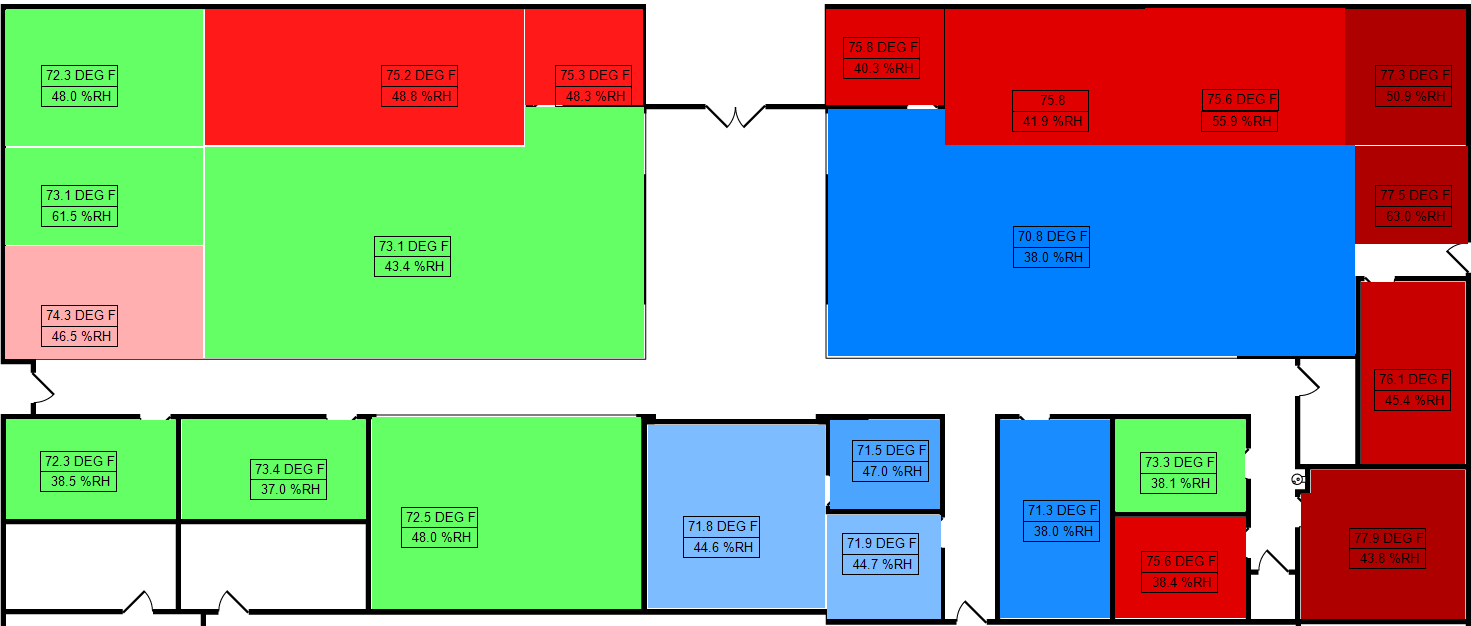 72.3 DEG F
48.0 %RH
75.2 DEG F
48.8 %RH
75.3 DEG F
48.3 %RH
75.8 DEG F
40.3 %RH
75.8
41.9 %RH
75.6 DEG F
55.9 %RH
77.3 DEG F
50.9 %RH
73.1 DEG F
61.5 %RH
73.1 DEG F
43.4 %RH
70.8 DEG F
38.0 %RH
77.5 DEG F
63.0 %RH
74.3 DEG F
46.5 %RH
76.1 DEG F
45.4 %RH
72.3 DEG F
38.5 %RH
73.4 DEG F
37.0 %RH
72.5 DEG F
48.0 %RH
71.8 DEG F
44.6 %RH
71.5 DEG F
47.0 %RH
71.9 DEG F
44.7 %RH
71.3 DEG F
38.0 %RH
73.3 DEG F
38.1 %RH
75.6 DEG F
38.4 %RH
77.9 DEG F
43.8 %RH